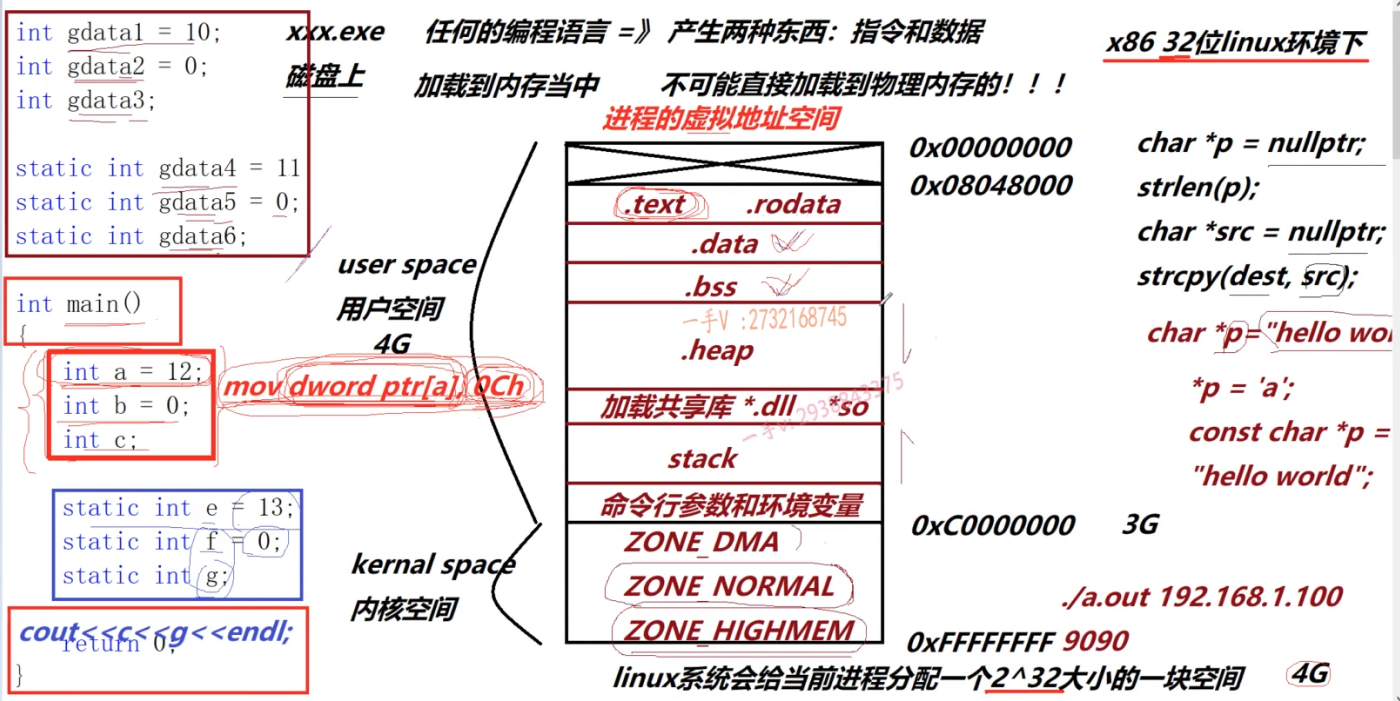 int gdata1 = 10;
int gdata2 = 0;
int gdata3;
static int gdata4 = 11
static int gdata5 = 0;
static int gdata6;
int main()
{
int a = 12;
int b = 0;
int c;
mov dword ptr[a], 0Ch
static int e = 13;
static int f = 0;
static int g;
cout<<c<<g<<endl;
return 0;
}
xxx.exe 任何的编程语言 =》 产生两种东西：指令和数据
磁盘上 加载到内存当中 不可能直接加载到物理内存的！！！
x86 32位linux环境下
进程的虚拟地址空间
user space
用户空间
4G
kernal space
内核空间
0x00000000
0x08048000
.text .rodata
.data
.bss
一手V :2732168745
.heap
加载共享库 *.dll *so
一手v: 2936843375
stack
命令行参数和环境变量
0xC0000000 3G
ZONE_DMA
ZONE_NORMAL
ZONE_HIGHMEM
0xFFFFFFFF
char *p = nullptr;
strlen(p);
char *src = nullptr;
strcpy(dest, src);
char *p="hello wor
*p = 'a';
const char *p =
"hello world";
./a.out 192.168.1.100
9090
linux系统会给当前进程分配一个2^32大小的一块空间 4G